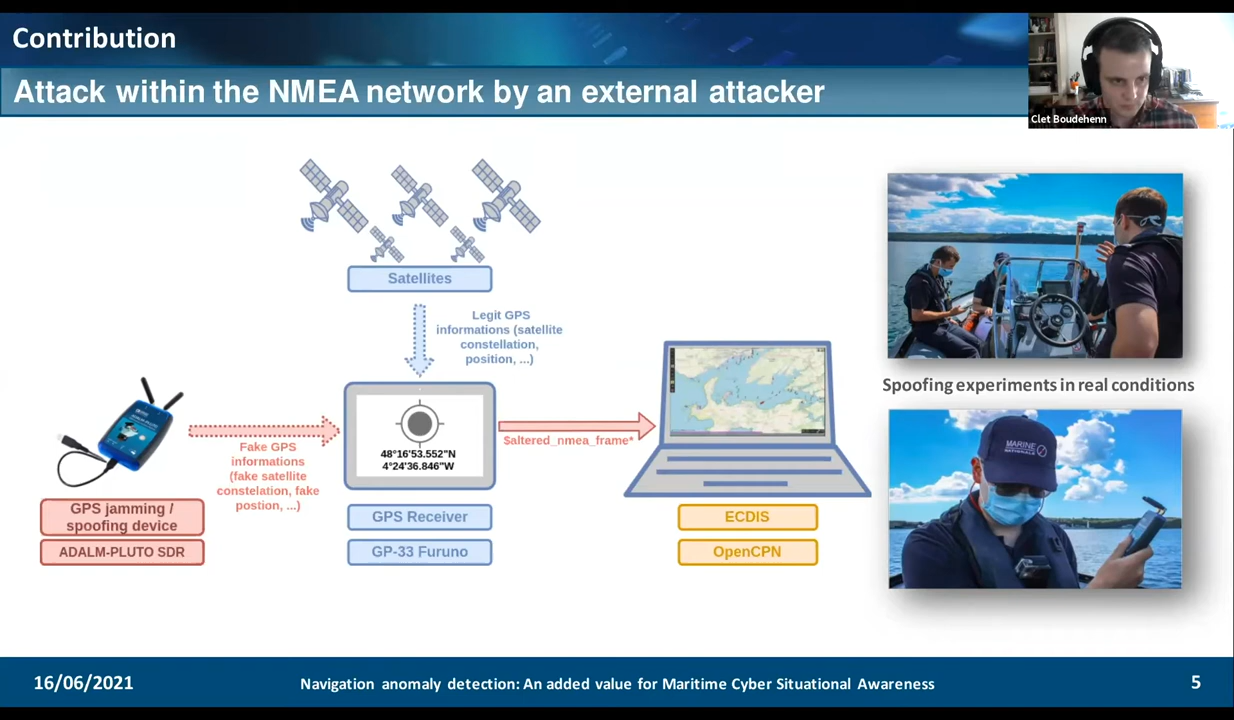 Contribution
Attack within the NMEA network by an external attacker
Clet Boudehenn
Satellites
Legit GPS
informations (satellite
constellation,
position, ...)
Fake GPS
informations
(fake satellite
constelation, fake
postion, ...)
48°16'53.552"N
4°24'36.846"W
$altered_nmea_frame*
GPS jamming /
spoofing device
ADALM-PLUTO SDR
GPS Receiver
GP-33 Furuno
ECDIS
OpenCPN
Spoofing experiments in real conditions
MARINE
NATIONALE
16/06/2021
Navigation anomaly detection: An added value for Maritime Cyber Situational Awareness
5